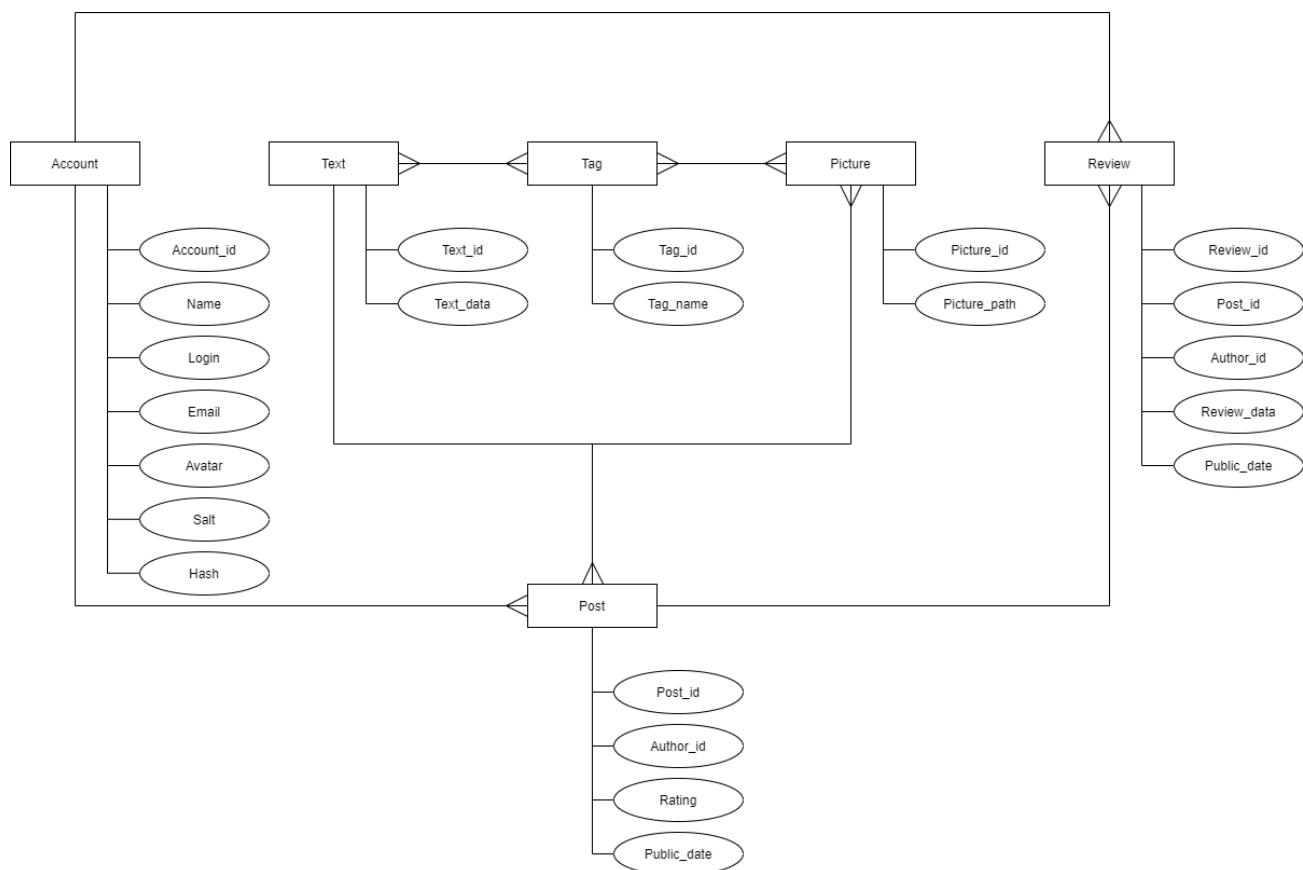 Account
Text
Tag
Picture
Review
Account_id
Name
Login
Email
Avatar
Salt
Hash
Text_id
Text_data
Tag_id
Tag_name
Picture_id
Picture_path
Review_id
Post_id
Author_id
Review_data
Public_date
Post
Post_id
Author_id
Rating
Public_date